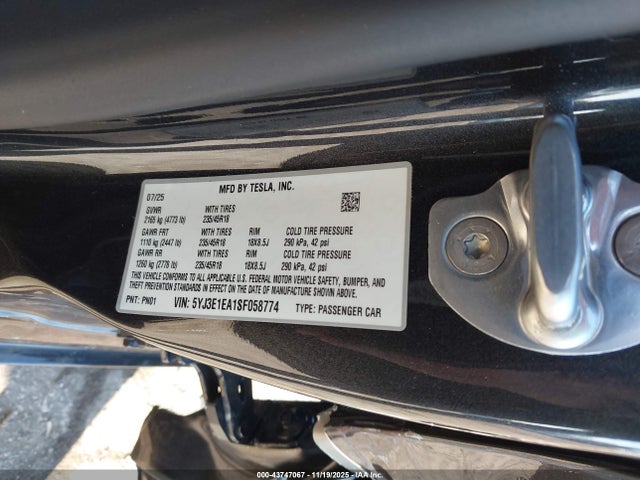 MFD BY TESLA, INC.
07/25
GVWR WITH TIRES
2165 kg (4773 lb) 235/45R18
GAWR FRT WITH TIRES RIM COLD TIRE PRESSURE
1110 kg (2447 lb) 235/45R18 18X8.5J 290 kPa, 42 psi
GAWR RR WITH TIRES RIM COLD TIRE PRESSURE
1260 kg (2778 lb) 235/45R18 18X8.5J 290 kPa, 42 psi
THIS VEHICLE CONFORMS TO ALL APPLICABLE U.S. FEDERAL MOTOR VEHICLE SAFETY, BUMPER, AND
THEFT PREVENTION STANDARDS IN EFFECT ON THE DATE OF MANUFACTURE SHOWN ABOVE.
PNT: PN01 VIN: 5YJ3E1EA1SF058774 TYPE: PASSENGER CAR
000-43747067 - 11/19/2025 - IAAI.COM